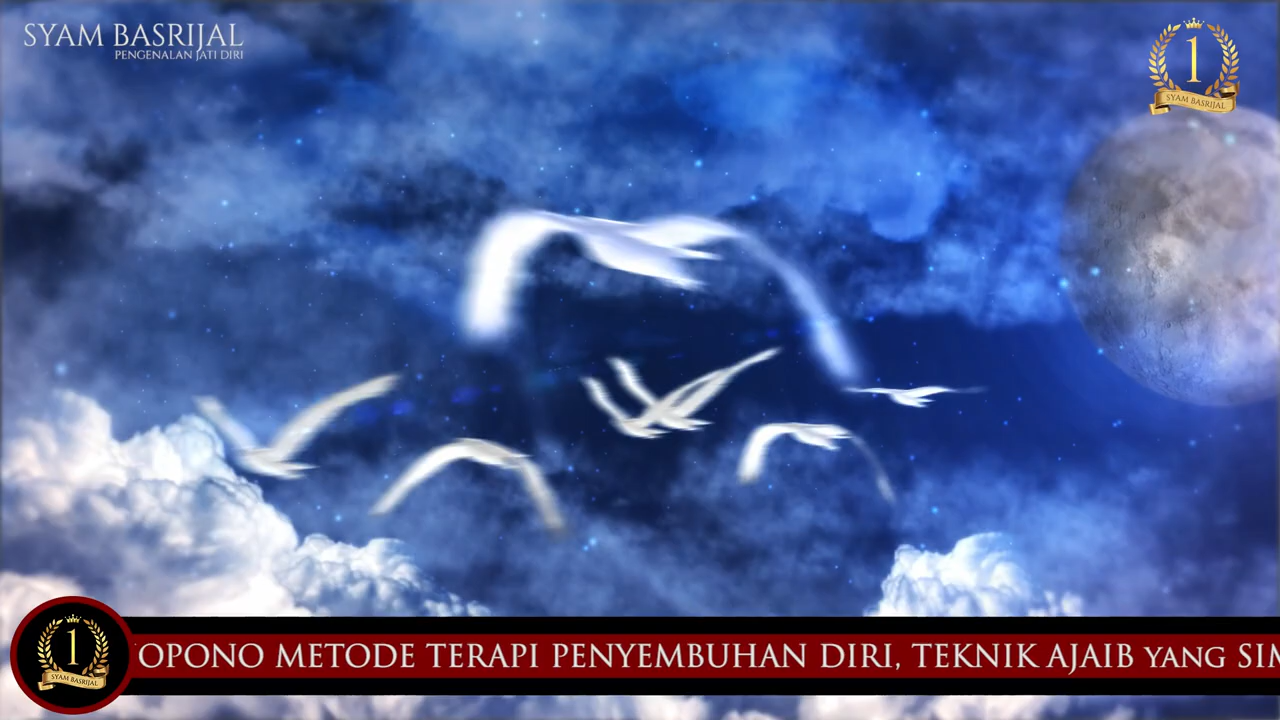 SYAM BASRIJAL
PENGENALAN JATI DIRI
1
SYAM BASRIJAL
1
SYAM BASRIJAL
OPONO METODE TERAPI PENYEMBUHAN DIRI, TEKNIK AJAIB YANG SIM